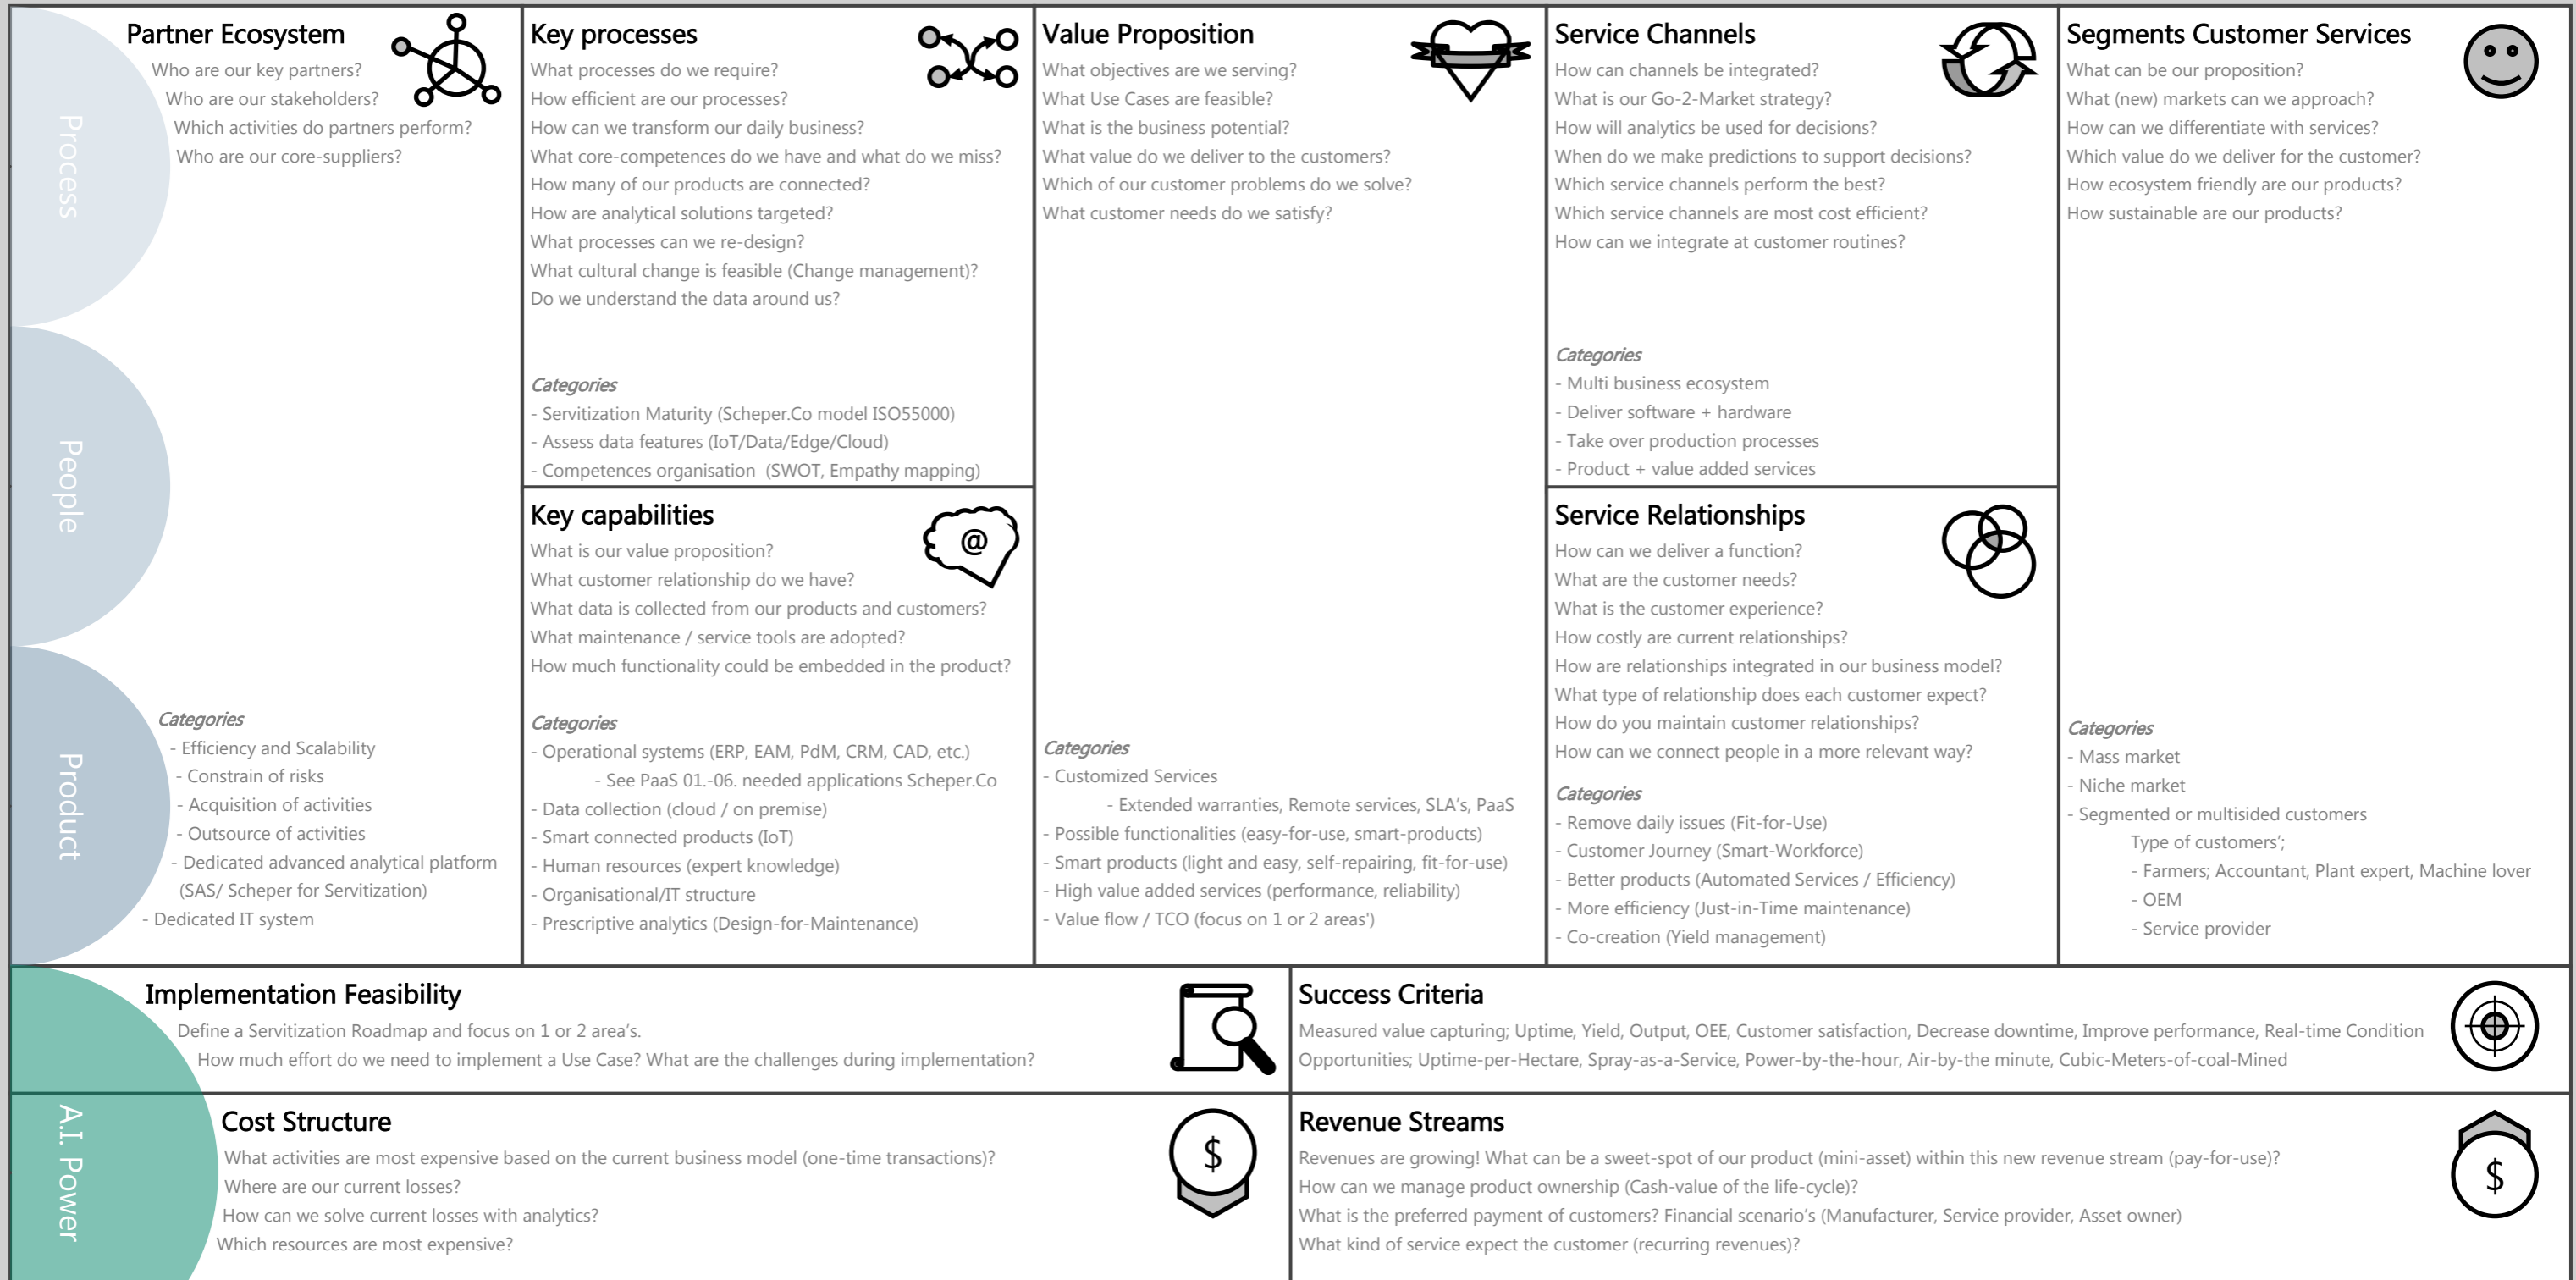 Process
People
Product
A.I. Power
Partner Ecosystem
Who are our key partners?
Who are our stakeholders?
Which activities do partners perform?
Who are our core-suppliers?
Categories
- Efficiency and Scalability
- Constrain of risks
- Acquisition of activities
- Outsource of activities
- Dedicated advanced analytical platform
(SAS/ Scheper for Servitization)
- Dedicated IT system
Key processes
What processes do we require?
How efficient are our processes?
How can we transform our daily business?
What core-competences do we have and what do we miss?
How many of our products are connected?
How are analytical solutions targeted?
What processes can we re-design?
What cultural change is feasible (Change management)?
Do we understand the data around us?
Categories
- Servitization Maturity (Scheper.Co model ISO55000)
- Assess data features (IoT/Data/Edge/Cloud)
- Competences organisation (SWOT, Empathy mapping)
Key capabilities
@
What is our value proposition?
What customer relationship do we have?
What data is collected from our products and customers?
What maintenance / service tools are adopted?
How much functionality could be embedded in the product?
Categories
- Operational systems (ERP, EAM, PdM, CRM, CAD, etc.)
- See PaaS 01.-06. needed applications Scheper.Co
- Data collection (cloud / on premise)
- Smart connected products (IoT)
- Human resources (expert knowledge)
- Organisational/IT structure
- Prescriptive analytics (Design-for-Maintenance)
Value Proposition
What objectives are we serving?
What Use Cases are feasible?
What is the business potential?
What value do we deliver to the customers?
Which of our customer problems do we solve?
What customer needs do we satisfy?
Categories
- Customized Services
- Extended warranties, Remote services, SLA's, PaaS
- Possible functionalities (easy-for-use, smart-products)
- Smart products (light and easy, self-repairing, fit-for-use)
- High value added services (performance, reliability)
- Value flow / TCO (focus on 1 or 2 areas')
Service Channels
How can channels be integrated?
What is our Go-2-Market strategy?
How will analytics be used for decisions?
When do we make predictions to support decisions?
Which service channels perform the best?
Which service channels are most cost efficient?
How can we integrate at customer routines?
Categories
- Multi business ecosystem
- Deliver software + hardware
- Take over production processes
- Product + value added services
Service Relationships
How can we deliver a function?
What are the customer needs?
What is the customer experience?
How costly are current relationships?
How are relationships integrated in our business model?
What type of relationship does each customer expect?
How do you maintain customer relationships?
How can we connect people in a more relevant way?
Categories
- Remove daily issues (Fit-for-Use)
- Customer Journey (Smart-Workforce)
- Better products (Automated Services / Efficiency)
- More efficiency (Just-in-Time maintenance)
- Co-creation (Yield management)
Segments Customer Services
What can be our proposition?
What (new) markets can we approach?
How can we differentiate with services?
Which value do we deliver for the customer?
How ecosystem friendly are our products?
How sustainable are our products?
Categories
- Mass market
- Niche market
- Segmented or multisided customers
Type of customers';
- Farmers; Accountant, Plant expert, Machine lover
- OEM
- Service provider
Implementation Feasibility
Define a Servitization Roadmap and focus on 1 or 2 area's.
How much effort do we need to implement a Use Case? What are the challenges during implementation?
Success Criteria
Measured value capturing; Uptime, Yield, Output, OEE, Customer satisfaction, Decrease downtime, Improve performance, Real-time Condition
Opportunities; Uptime-per-Hectare, Spray-as-a-Service, Power-by-the-hour, Air-by-the minute, Cubic-Meters-of-coal-Mined
Cost Structure
$
What activities are most expensive based on the current business model (one-time transactions)?
Where are our current losses?
How can we solve current losses with analytics?
Which resources are most expensive?
Revenue Streams
$
Revenues are growing! What can be a sweet-spot of our product (mini-asset) within this new revenue stream (pay-for-use)?
How can we manage product ownership (Cash-value of the life-cycle)?
What is the preferred payment of customers? Financial scenario's (Manufacturer, Service provider, Asset owner)
What kind of service expect the customer (recurring revenues)?